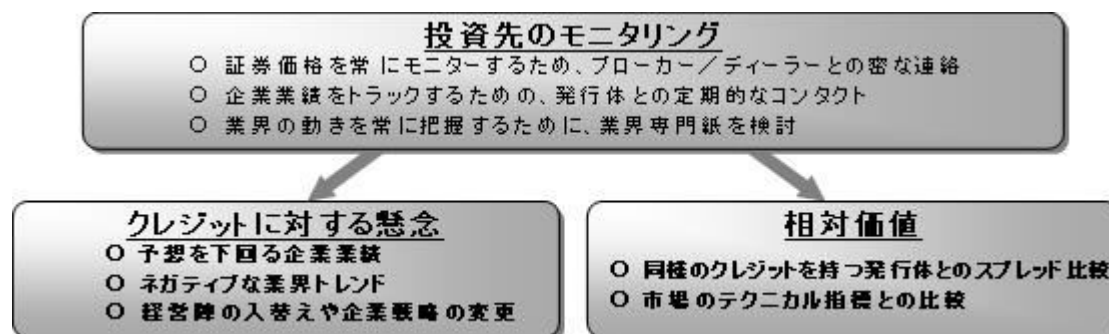 投資先のモニタリング
○ 証券価格を常にモニターするため、ブローカー／ディーラーとの密な連絡
○ 企業業績をトラックするための、発行体との定期的なコンタクト
○ 業界の動きを常に把握するために、業界専門紙を検討
クレジットに対する懸念
○ 予想を下回る企業業績
○ ネガティブな業界トレンド
○ 経営陣の入替えや企業戦略の変更
相対価値
○ 同様のクレジットを持つ発行体とのスプレッド比較
○ 市場のテクニカル指標との比較